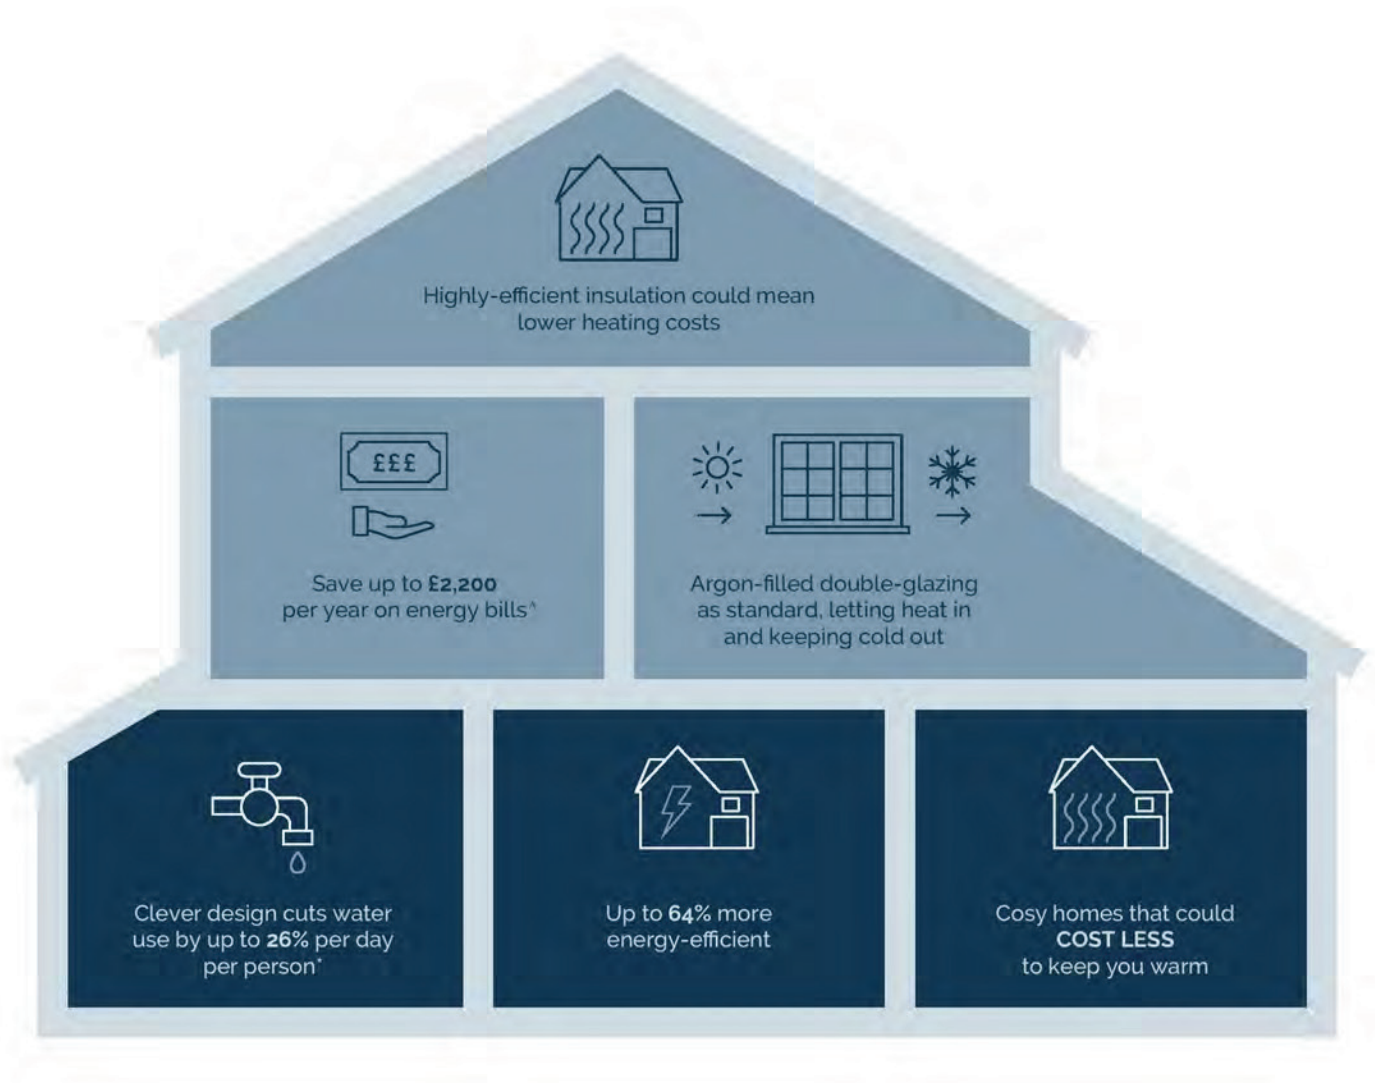 Highly-efficient insulation could mean
lower heating costs
£££
Save up to £2,200
per year on energy bills^
Argon-filled double-glazing
as standard, letting heat in
and keeping cold out
Clever design cuts water
use by up to 26% per day
per person*
Up to 64% more
energy-efficient
Cosy homes that could
COST LESS
to keep you warm